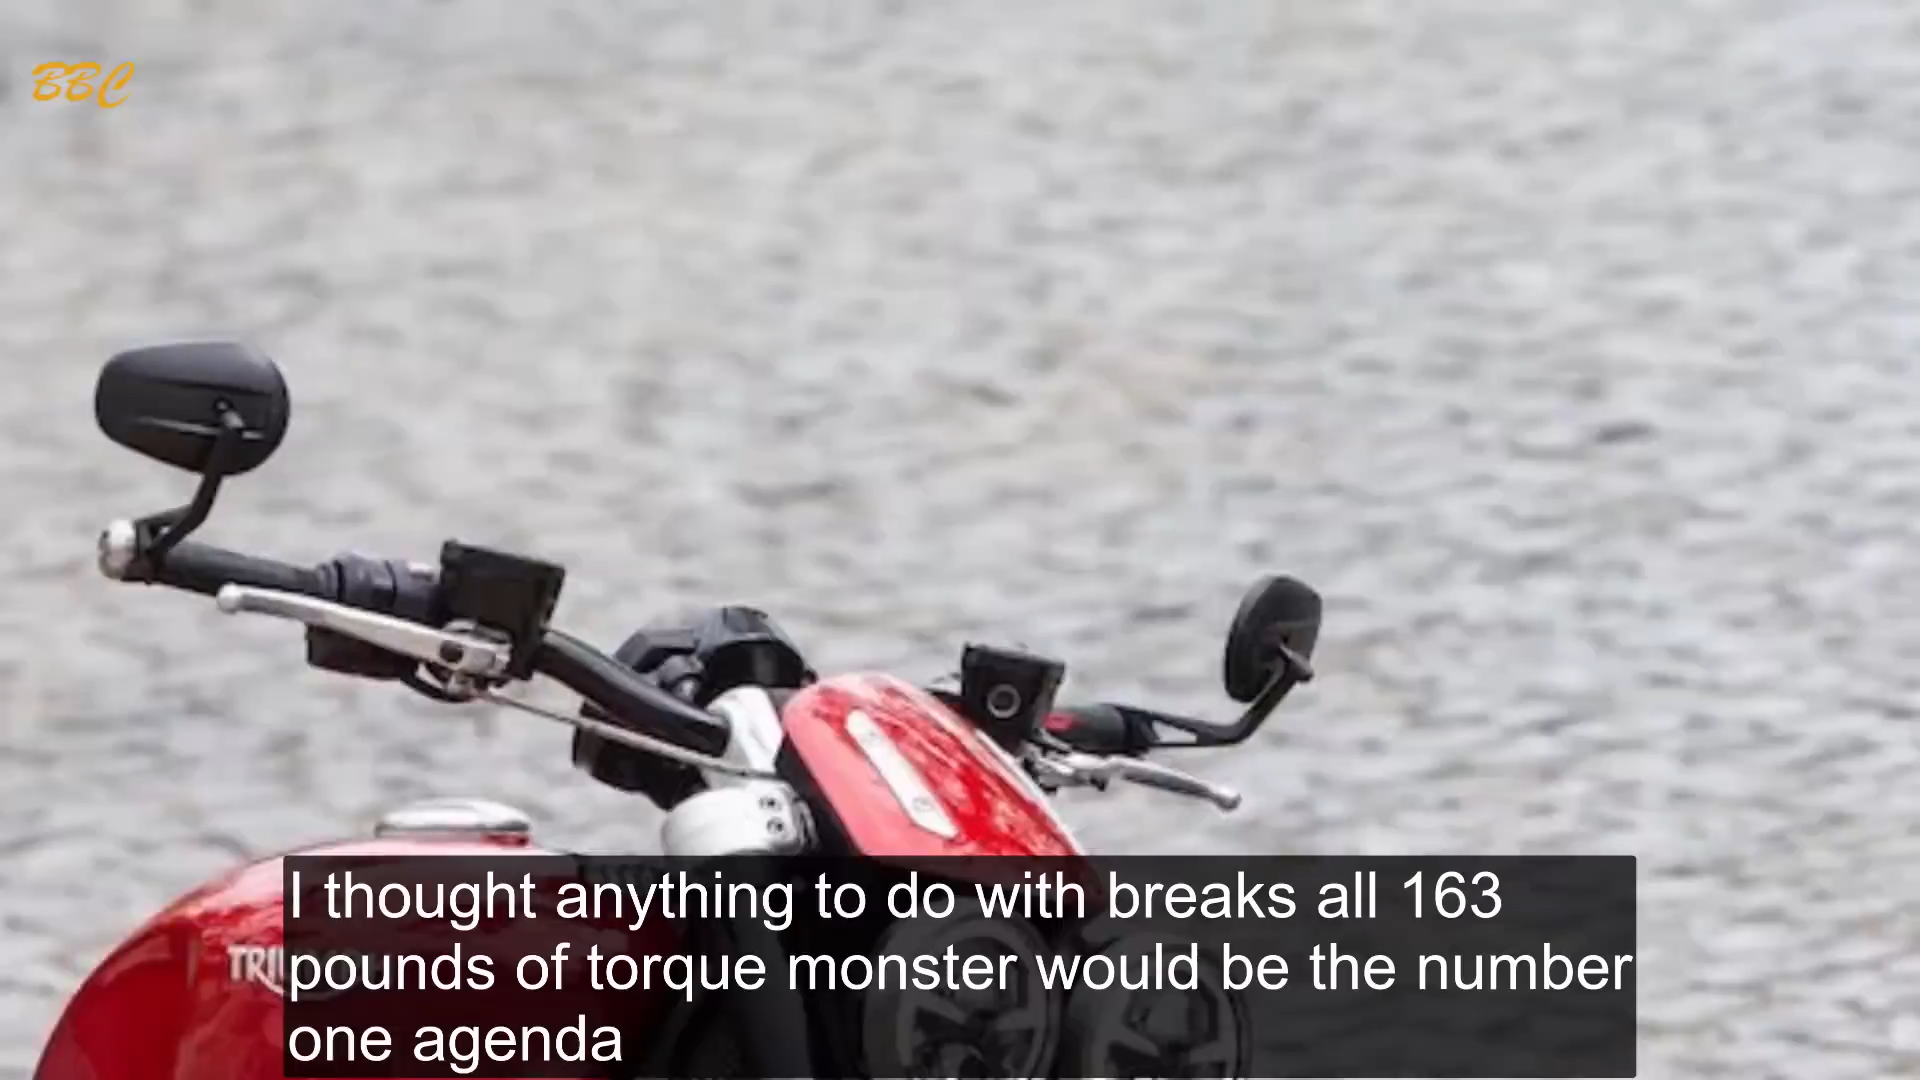 BBC
I thought anything to do with breaks all 163
TRI pounds of torque monster would be the number
one agenda